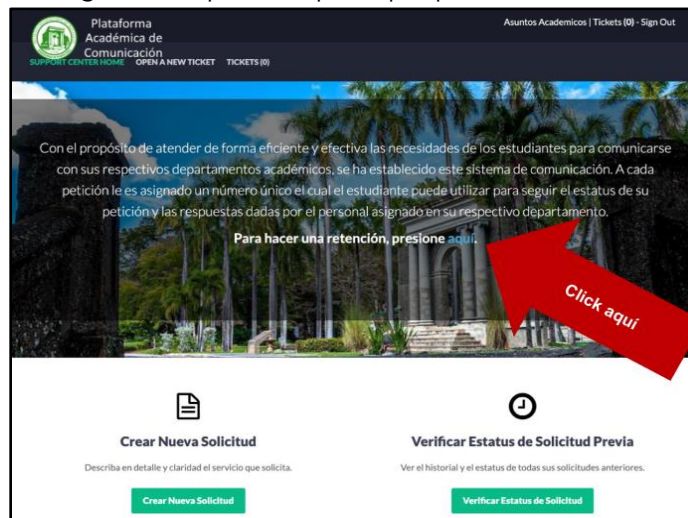 Plataforma
Académica de
Comunicación
Asuntos Academicos | Tickets (0) - Sign Out
SUPPORT CENTER HOME OPEN A NEW TICKET TICKETS (0)
Con el propósito de atender de forma eficiente y efectiva las necesidades de los estudiantes para comunicarse
con sus respectivos departamentos académicos, se ha establecido este sistema de comunicación. A cada
petición le es asignado un número único el cual el estudiante puede utilizar para seguir el estatus de su
petición y las respuestas dadas por el personal asignado en su respectivo departamento.
Para hacer una retención, presione aquí.
Click aquí
Crear Nueva Solicitud
Describa en detalle y claridad el servicio que solicita.
Crear Nueva Solicitud
Verificar Estatus de Solicitud Previa
Ver el historial y el estatus de todas sus solicitudes anteriores.
Verificar Estatus de Solicitud